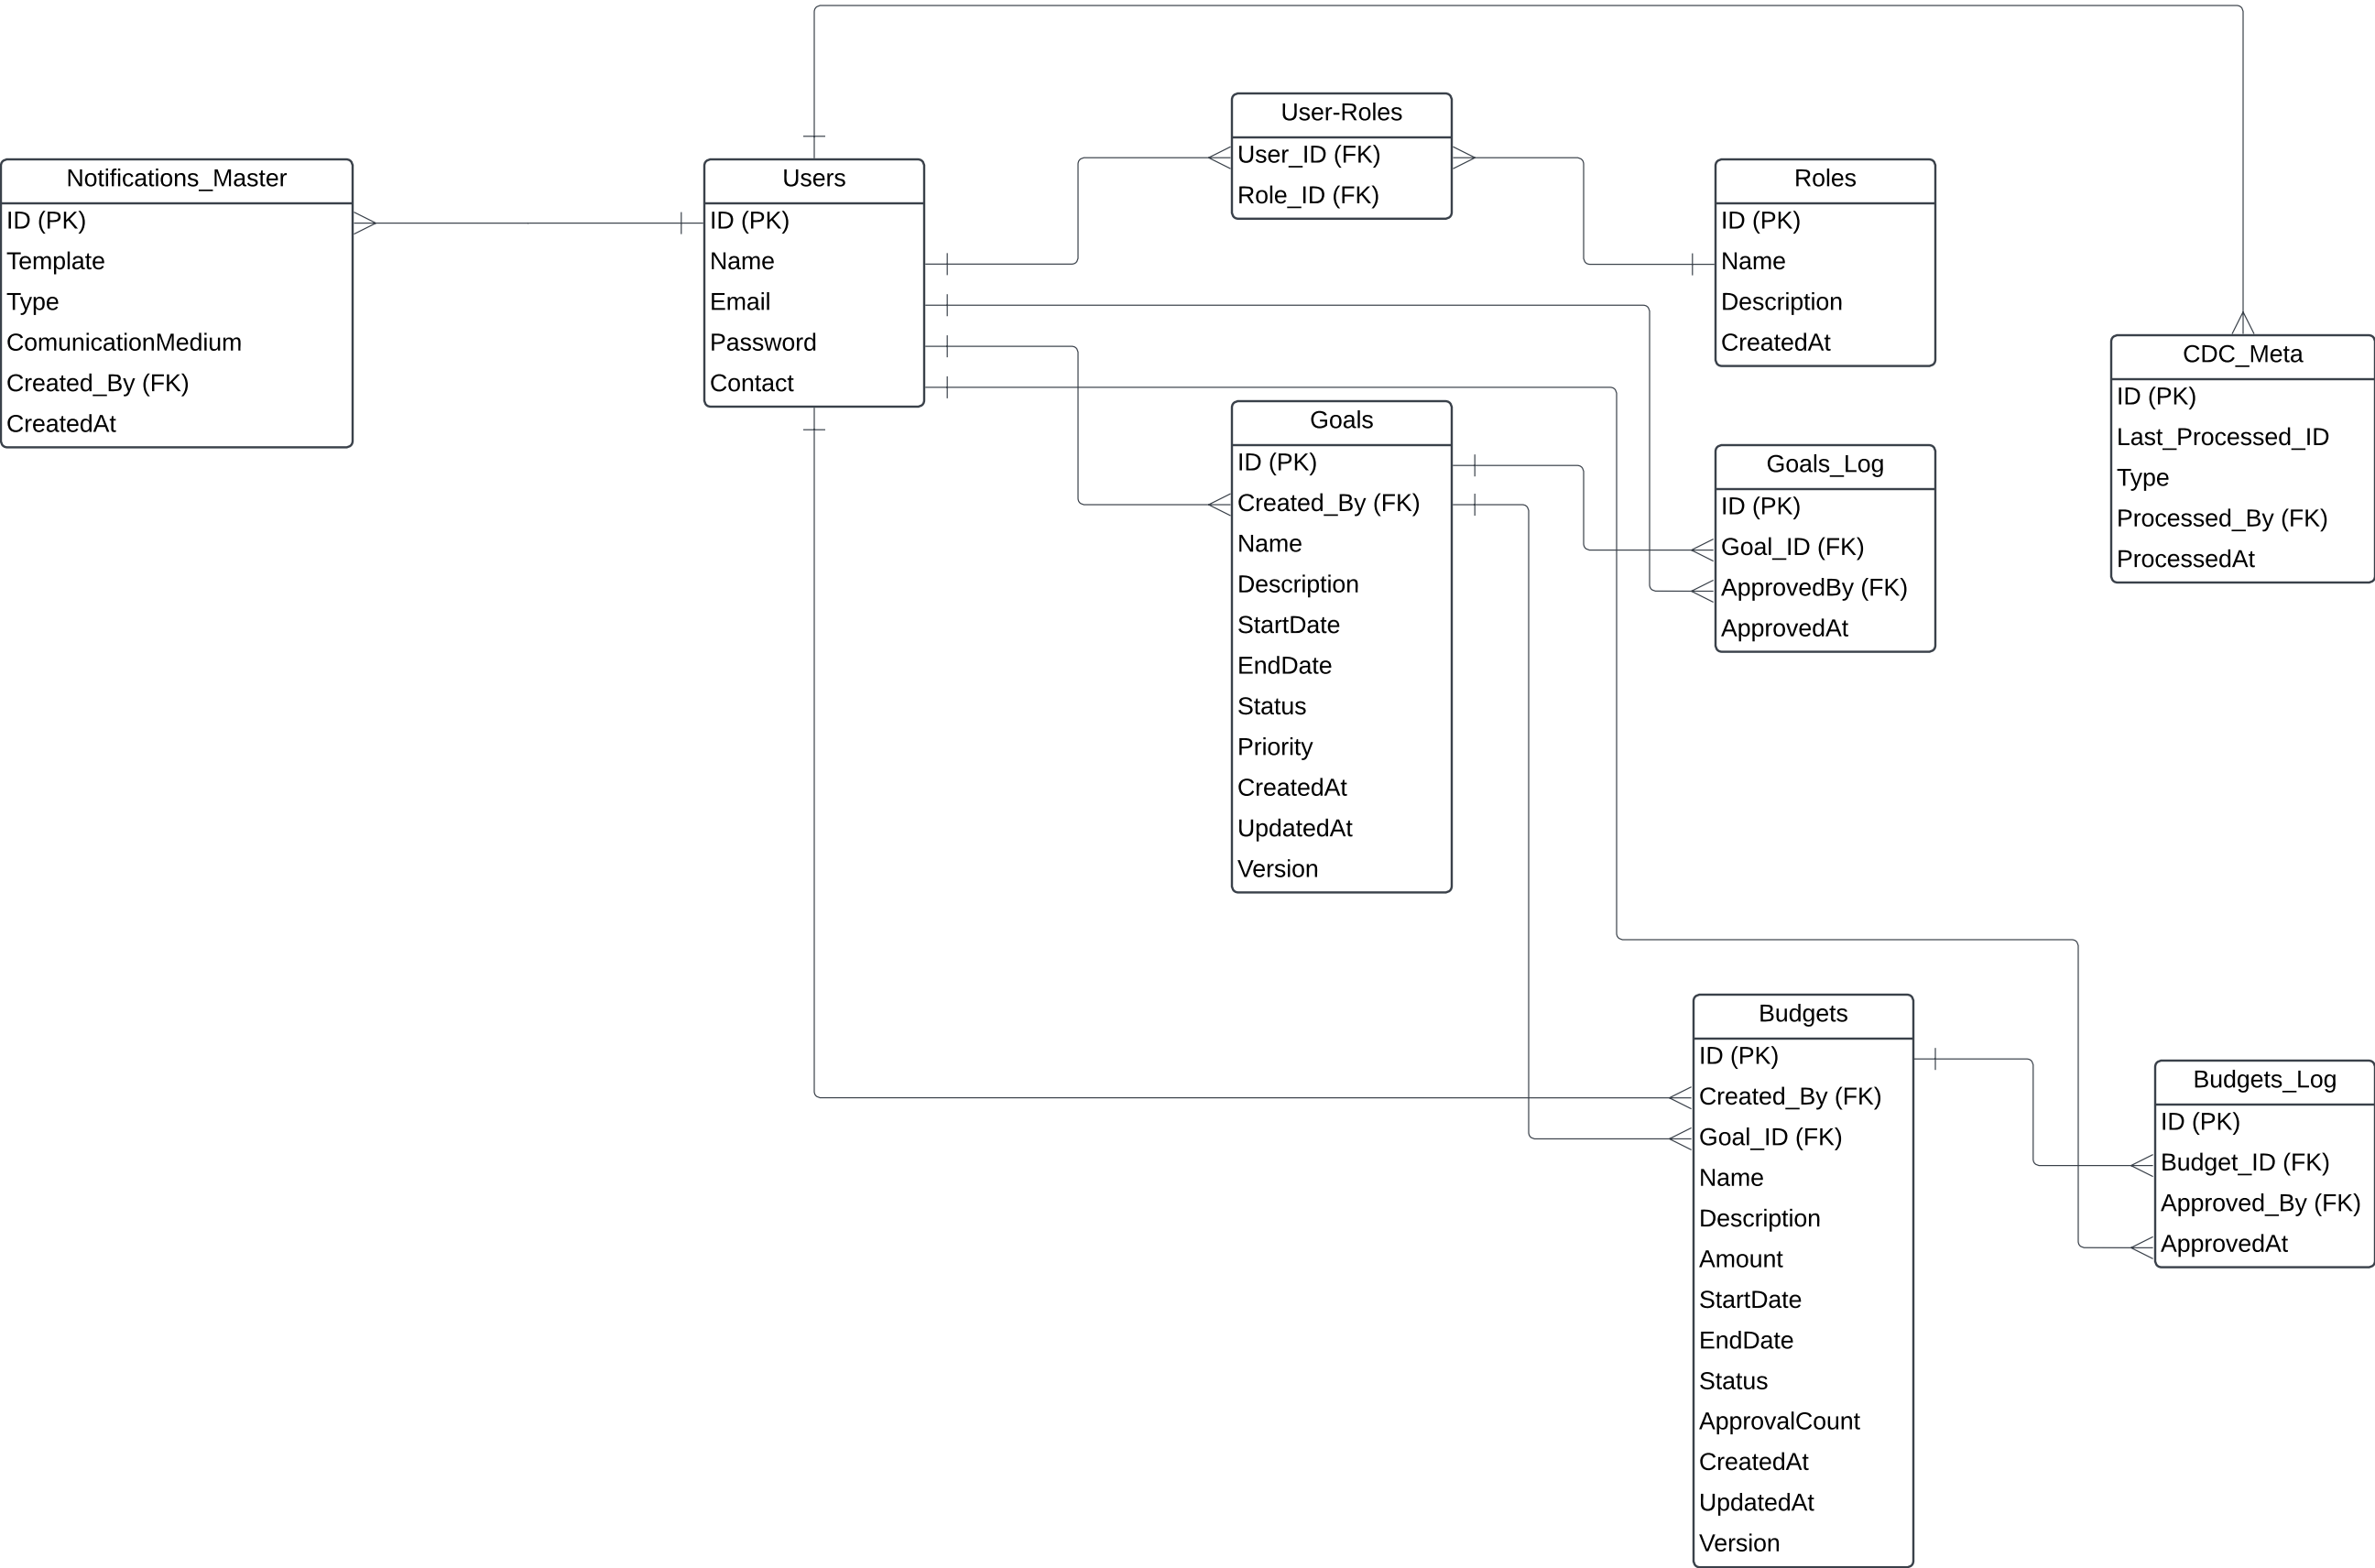 Notifications_Master
ID (PK)
Template
Type
ComunicationMedium
Created_By (FK)
CreatedAt
Users
ID (PK)
Name
Email
Password
Contact
User-Roles
User_ID (FK)
Role_ID (FK)
Roles
ID (PK)
Name
Description
CreatedAt
Goals
ID (PK)
Created_By (FK)
Name
Description
StartDate
EndDate
Status
Priority
CreatedAt
UpdatedAt
Version
Goals_Log
ID (PK)
Goal_ID (FK)
ApprovedBy (FK)
ApprovedAt
CDC_Meta
ID (PK)
Last_Processed_ID
Type
Processed_By (FK)
ProcessedAt
Budgets
ID (PK)
Created_By (FK)
Goal_ID (FK)
Name
Description
Amount
StartDate
EndDate
Status
ApprovalCount
CreatedAt
UpdatedAt
Version
Budgets_Log
ID (PK)
Budget_ID (FK)
Approved_By (FK)
ApprovedAt